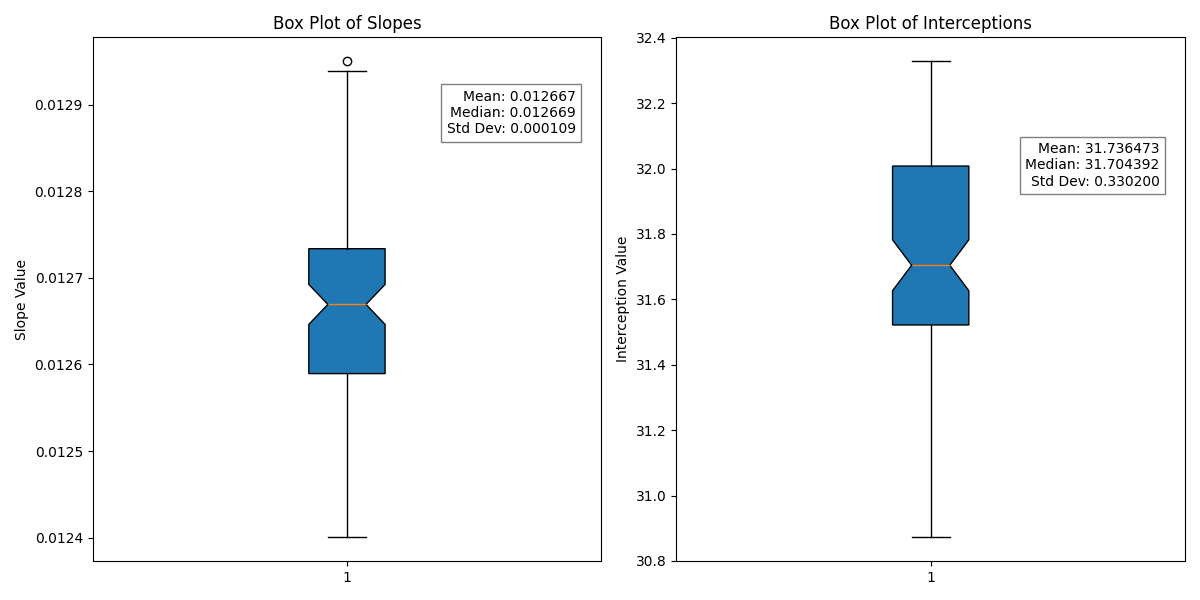 Box Plot of Slopes
Slope Value
0.0129
0.0128
0.0127
0.0126
0.0125
0.0124
Mean: 0.012667
Median: 0.012669
Std Dev: 0.000109
1
Box Plot of Interceptions
Interception Value
32.4
32.2
32.0
31.8
31.6
31.4
31.2
31.0
30.8
Mean: 31.736473
Median: 31.704392
Std Dev: 0.330200
1